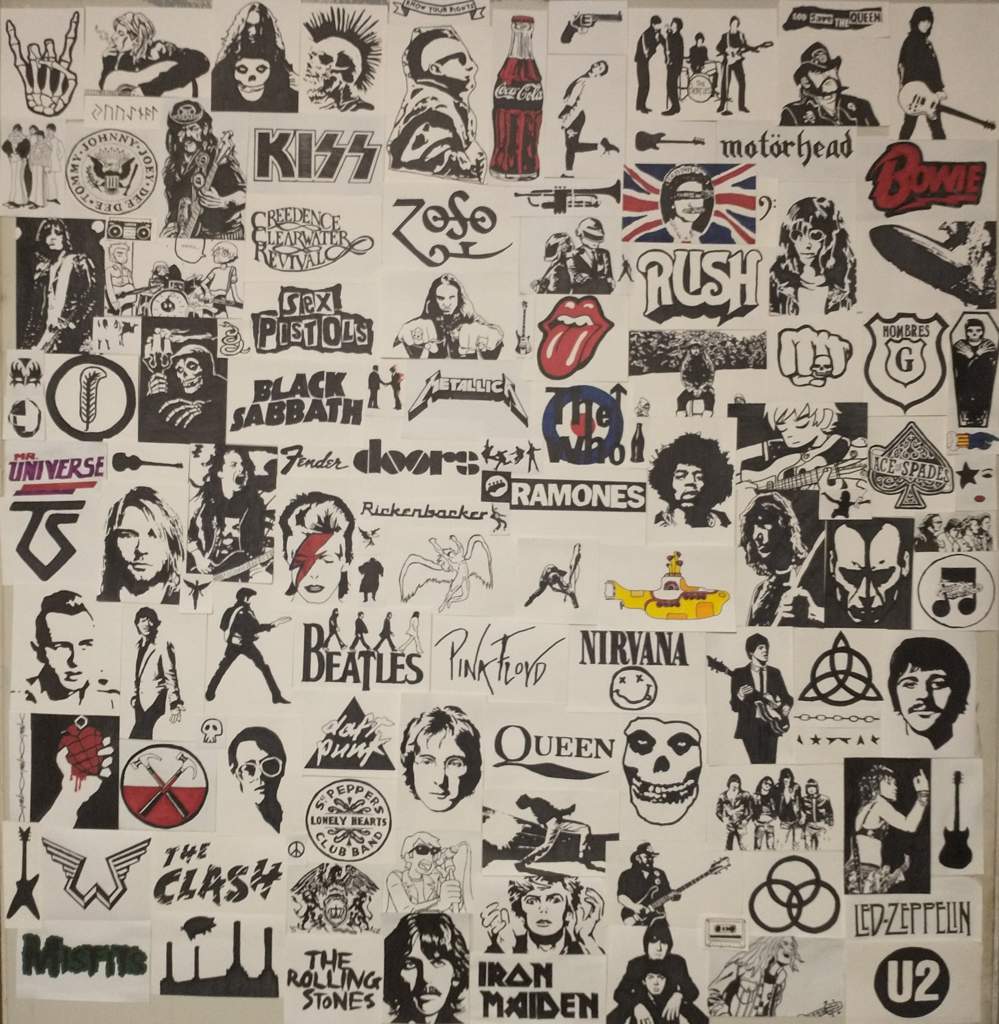 KNOW YOUR RIGHTS
Coca-Cola
THE QUEEN
motörhead
KISS
JOHNNY · JOEY · DEE DEE · TOMMY
BOWIE
CREEDENCE
CLEARWATER
REVIVAL
ZOSO
RUSH
SEX
PISTOLS
HOMBRES
G
BLACK
SABBATH
METALLICA
The
Who
MR.
UNIVERSE
TS
Fender
doors
RAMONES
ACE OF SPADES
Rickenbacker
BEATLES
PINK FLOYD
NIRVANA
daft
punk
QUEEN
SGT PEPPERS
LONELY HEARTS
CLUB BAND
W
THE
CLASH
LED-ZEPPELIN
MISFITS
THE
ROLLING
STONES
IRON
MAIDEN
U2